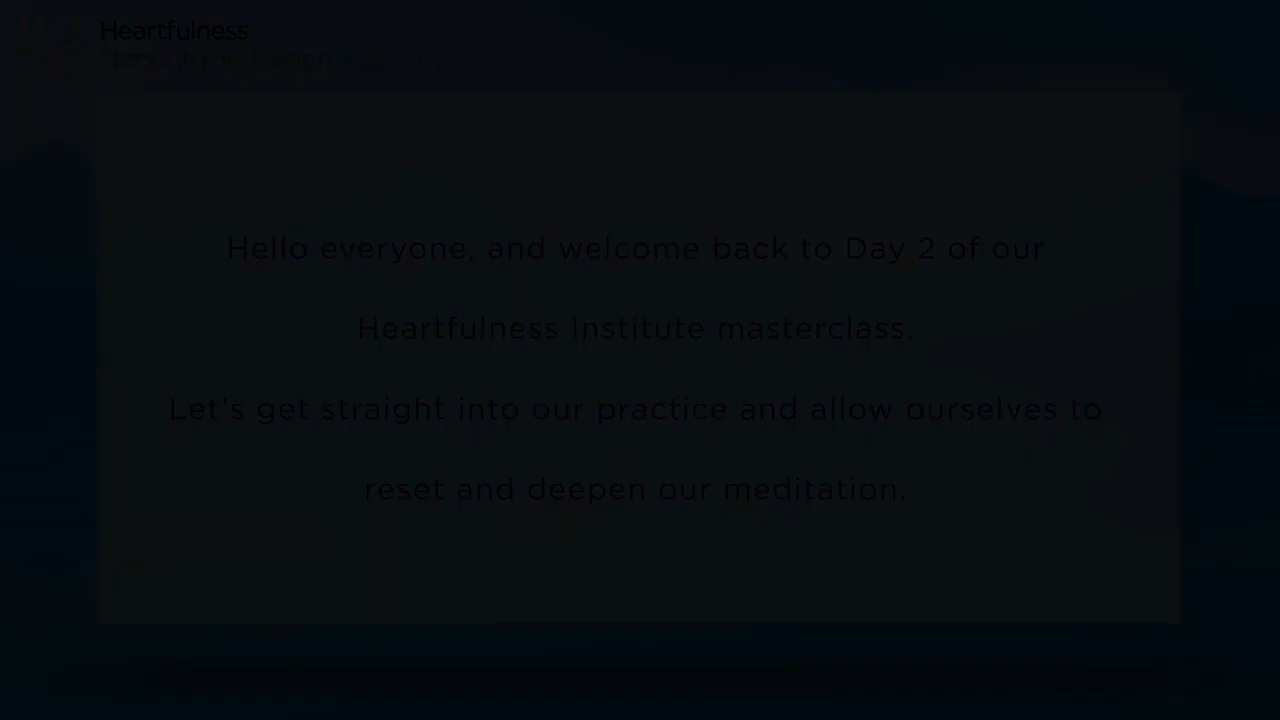 Heartfulness
Hello everyone, and welcome back to Day 2 of our
Heartfulness Institute masterclass.
Let's get straight into our practice and allow ourselves to
reset and deepen our meditation.